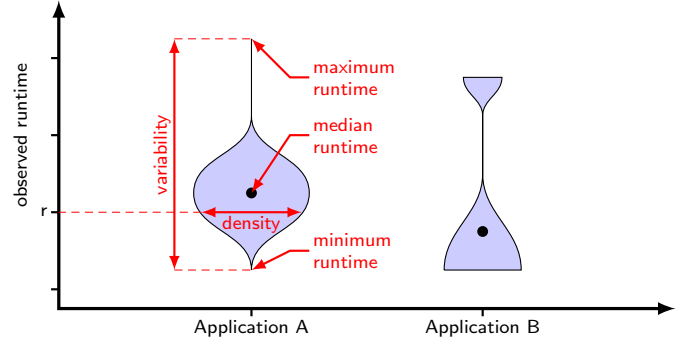 observed runtime
r
variability
maximum
runtime
median
runtime
density
minimum
runtime
Application A
Application B